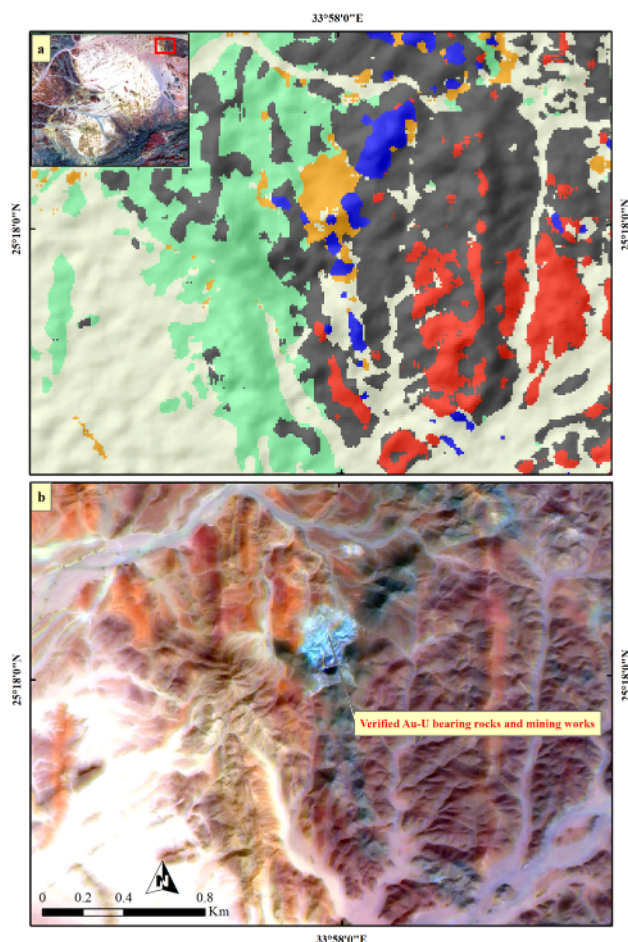 33°58'0"E
a
25°18'0"N
25°18'0"N
b
25°18'0"N
25°18'0"N
Verified Au-U bearing rocks and mining works
N
0 0.2 0.4 0.8
Km
33°58'0"E